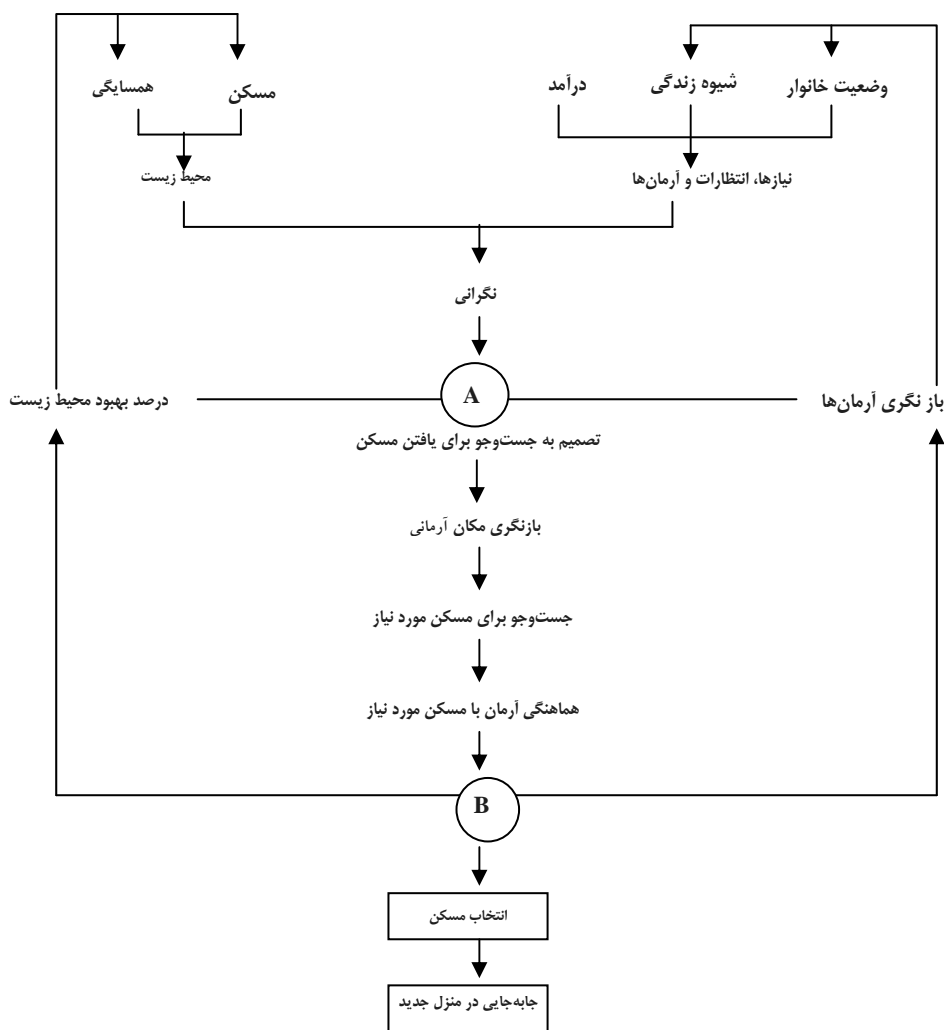 وضعیت خانوار
شیوه زندگی
درآمد
مسکن
همسایگی
نیازها، انتظارات و آرمان‌ها
محیط زیست
نگرانی
A
باز نگری آرمان‌ها
درصد بهبود محیط زیست
تصمیم به جست‌وجو برای یافتن مسکن
بازنگری مکان آرمانی
جست‌وجو برای مسکن مورد نیاز
هماهنگی آرمان با مسکن مورد نیاز
B
انتخاب مسکن
جابه‌جایی در منزل جدید